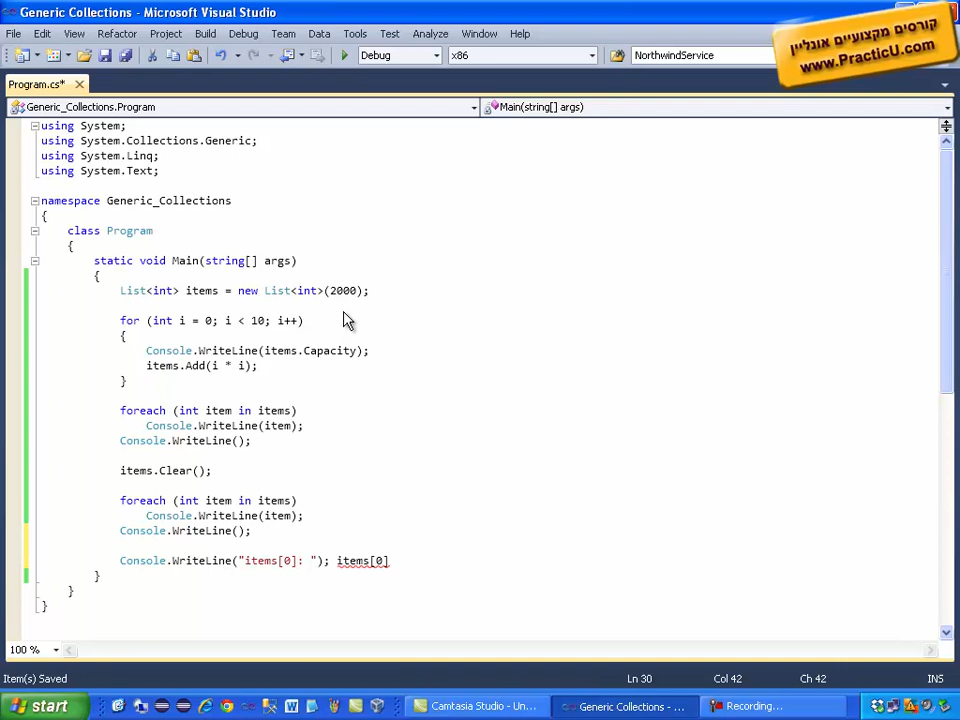 Generic Collections - Microsoft Visual Studio
File Edit View Refactor Project Build Debug Team Data Tools Test Analyze Window Help
Debug x86 NorthwindService
קורסים מקצועיים אונליין
www.PracticU.com
Program.cs*
Generic_Collections.Program Main(string[] args)
using System;
using System.Collections.Generic;
using System.Linq;
using System.Text;
namespace Generic_Collections
{
class Program
{
static void Main(string[] args)
{
List<int> items = new List<int>(2000);
for (int i = 0; i < 10; i++)
{
Console.WriteLine(items.Capacity);
items.Add(i * i);
}
foreach (int item in items)
Console.WriteLine(item);
Console.WriteLine();
items.Clear();
foreach (int item in items)
Console.WriteLine(item);
Console.WriteLine();
Console.WriteLine("items[0]: "); items[0]
}
}
}
100 %
Item(s) Saved Ln 30 Col 42 Ch 42 INS
start Camtasia Studio - Un... Generic Collections - ... Recording...